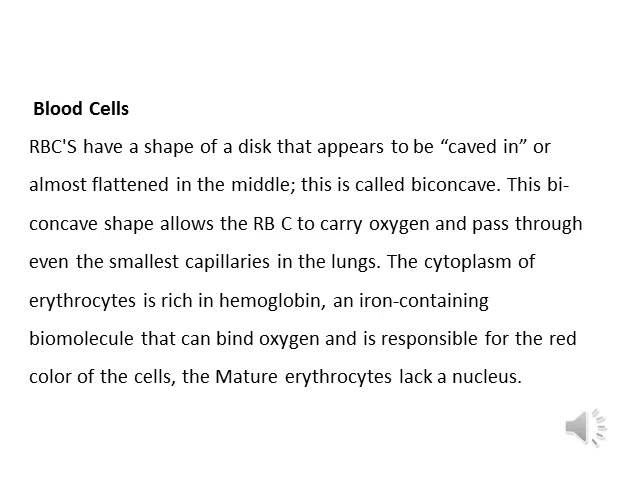 Blood Cells
RBC'S have a shape of a disk that appears to be “caved in” or
almost flattened in the middle; this is called biconcave. This bi-
concave shape allows the RB C to carry oxygen and pass through
even the smallest capillaries in the lungs. The cytoplasm of
erythrocytes is rich in hemoglobin, an iron-containing
biomolecule that can bind oxygen and is responsible for the red
color of the cells, the Mature erythrocytes lack a nucleus.